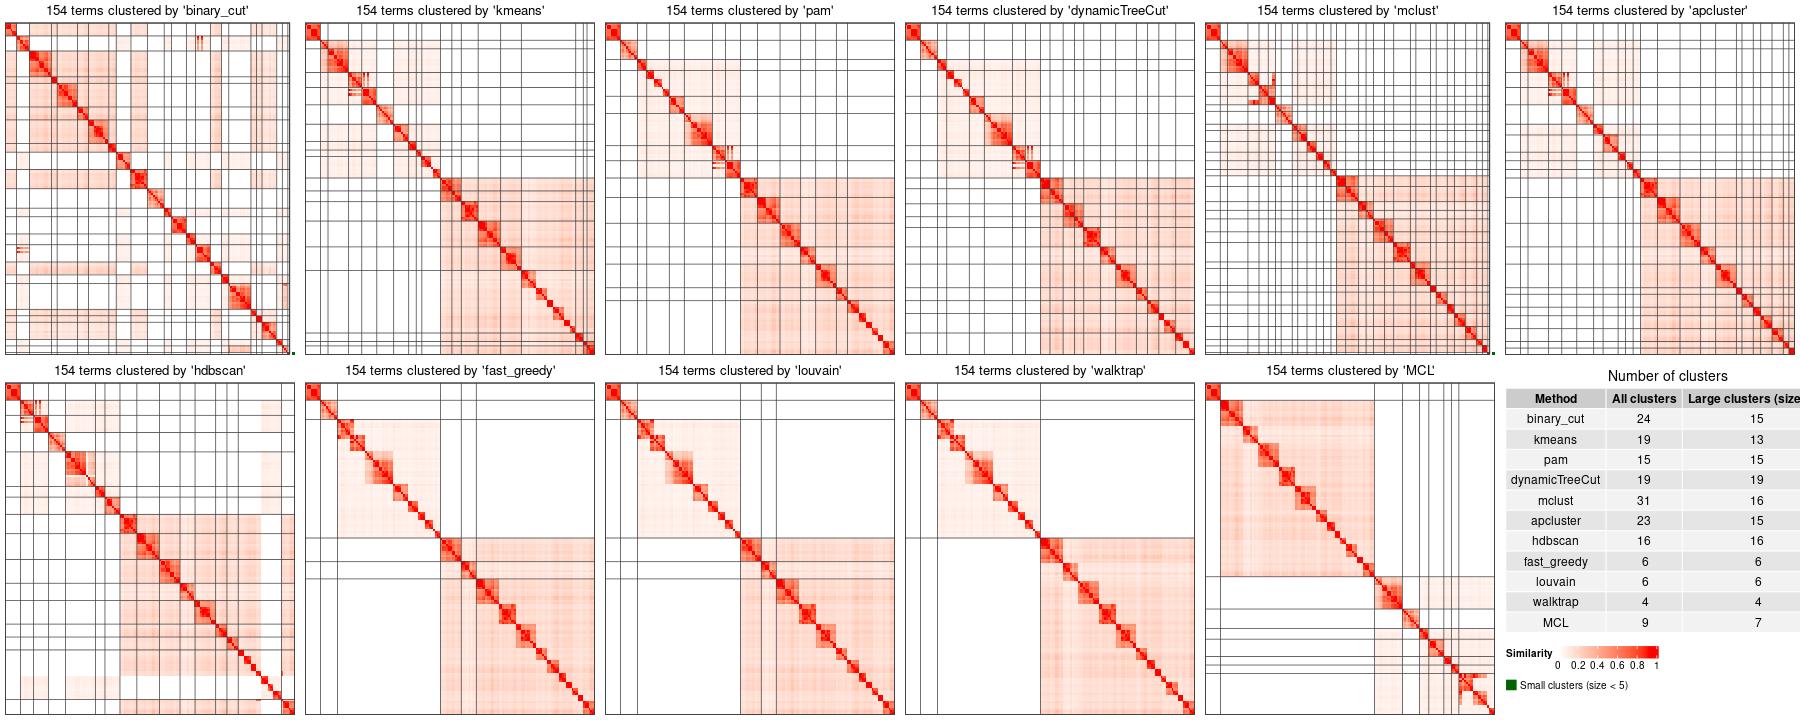 154 terms clustered by 'binary_cut'
154 terms clustered by 'kmeans'
154 terms clustered by 'pam'
154 terms clustered by 'dynamicTreeCut'
154 terms clustered by 'mclust'
154 terms clustered by 'apcluster'
154 terms clustered by 'hdbscan'
154 terms clustered by 'fast_greedy'
154 terms clustered by 'louvain'
154 terms clustered by 'walktrap'
154 terms clustered by 'MCL'
Number of clusters
Method All clusters Large clusters (size
binary_cut 24 15
kmeans 19 13
pam 15 15
dynamicTreeCut 19 19
mclust 31 16
apcluster 23 15
hdbscan 16 16
fast_greedy 6 6
louvain 6 6
walktrap 4 4
MCL 9 7
Similarity
0 0.2 0.4 0.6 0.8 1
Small clusters (size < 5)